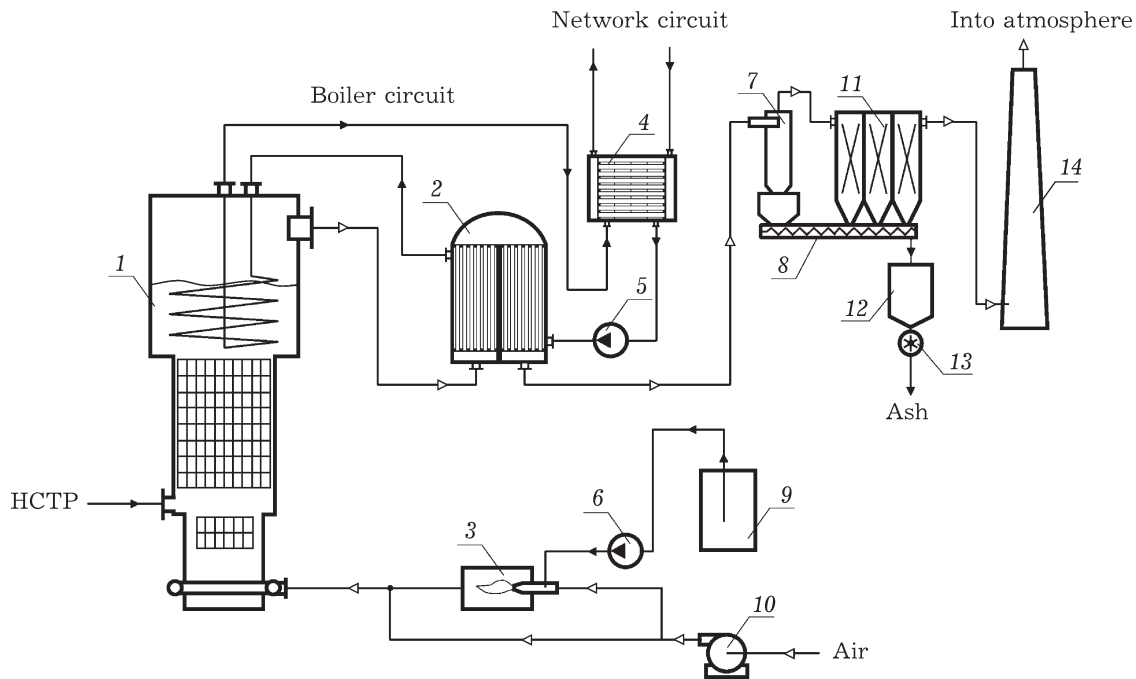 Network circuit
Into atmosphere
Boiler circuit
7
11
4
14
2
1
8
5
12
13
Ash
HCTP
6
9
3
10
Air